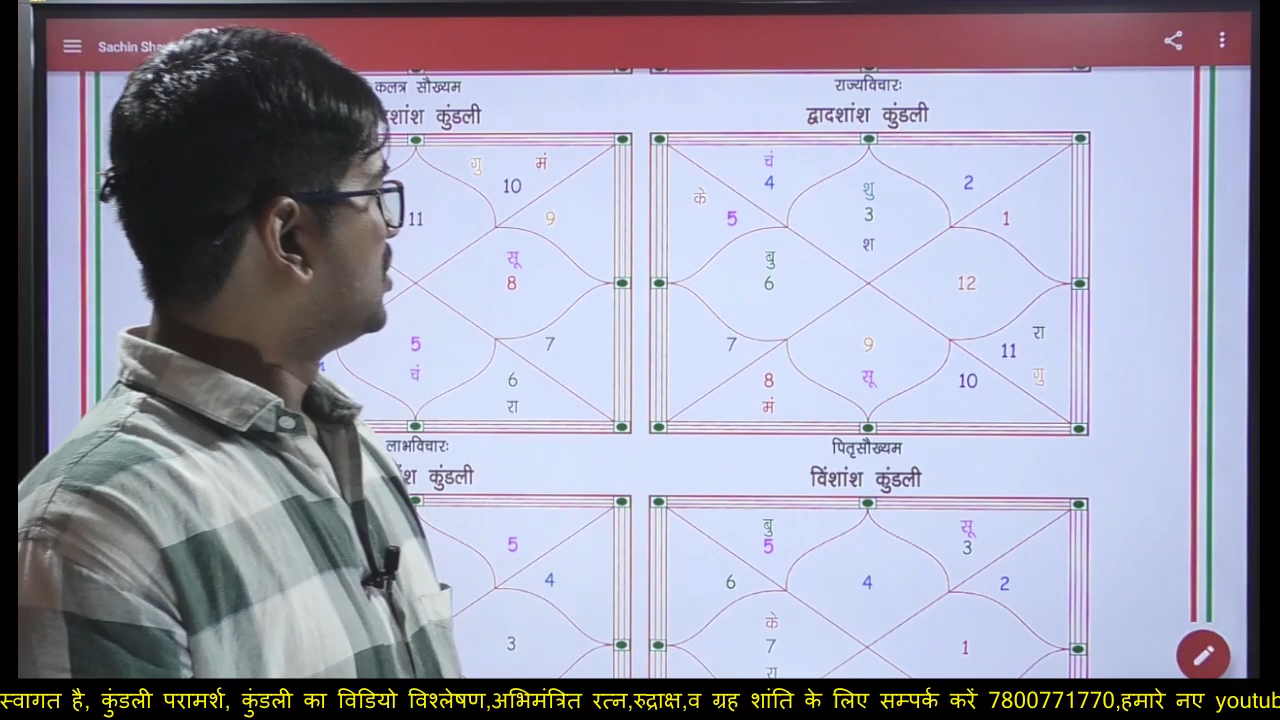 Sachin
कलत्र सौख्यम
राज्यविचारः
शांश कुंडली
द्वादशांश कुंडली
गु मं
10
11
9
सू
8
5
चं
7
6
रा
चं
4
के
5
शु
3
श
2
1
बु
6
12
7
9
सू
रा
11
गु
8
मं
10
लाभविचारः
पितृसौख्यम
कुंडली
विंशांश कुंडली
5
4
3
बु
5
सू
3
6
4
2
के
7
रा
1
स्वागत है, कुंडली परामर्श, कुंडली का विडियो विश्लेषण,अभिमंत्रित रत्न,रुद्राक्ष,व ग्रह शांति के लिए सम्पर्क करें 7800771770,हमारे नए youtub